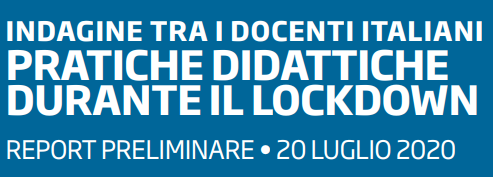 INDAGINE TRA I DOCENTI ITALIANI
PRATICHE DIDATTICHE
DURANTE IL LOCKDOWN
REPORT PRELIMINARE • 20 LUGLIO 2020